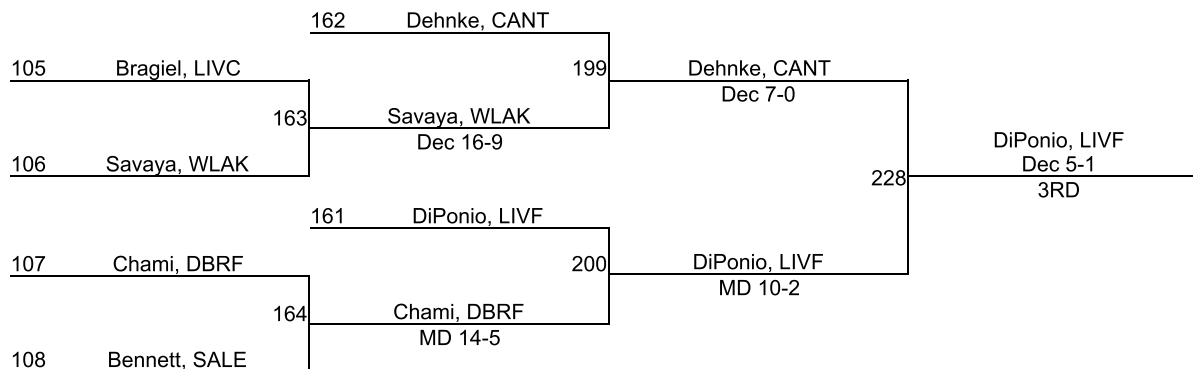 162 Dehnke, CANT
105 Bragiel, LIVC
199 Dehnke, CANT
Dec 7-0
163 Savaya, WLAK
Dec 16-9
DiPonio, LIVF
106 Savaya, WLAK
Dec 5-1
228
3RD
161 DiPonio, LIVF
107 Chami, DBRF
200 DiPonio, LIVF
MD 10-2
164 Chami, DBRF
MD 14-5
108 Bennett, SALE